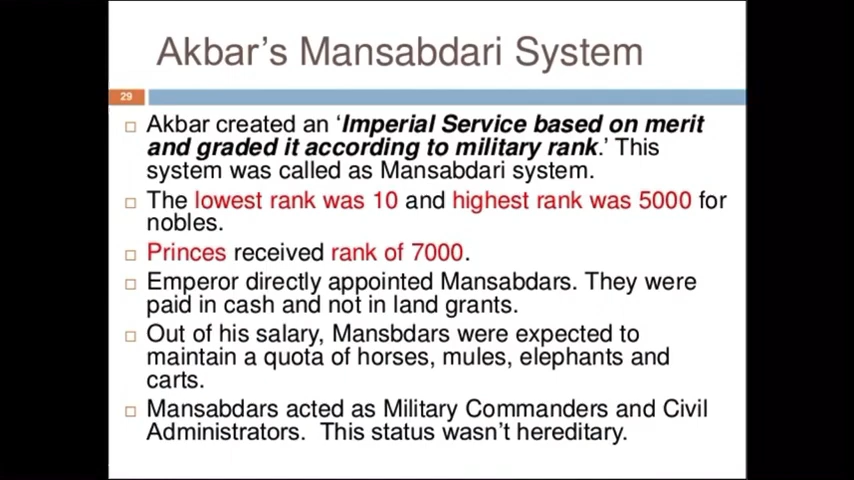 Akbar's Mansabdari System
29
Akbar created an 'Imperial Service based on merit
and graded it according to military rank.' This
system was called as Mansabdari system.
The lowest rank was 10 and highest rank was 5000 for
nobles.
Princes received rank of 7000.
Emperor directly appointed Mansabdars. They were
paid in cash and not in land grants.
Out of his salary, Mansbdars were expected to
maintain a quota of horses, mules, elephants and
carts.
Mansabdars acted as Military Commanders and Civil
Administrators. This status wasn't hereditary.